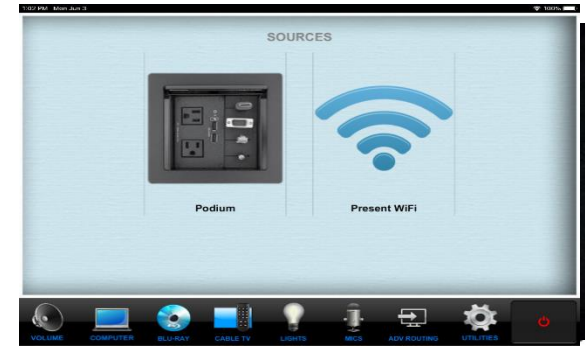 1:02 PM Mon Jun 3
100%
SOURCES
Podium
Present WiFi
VOLUME
COMPUTER
BLU-RAY
CABLE TV
LIGHTS
MICS
ADV ROUTING
UTILITIES